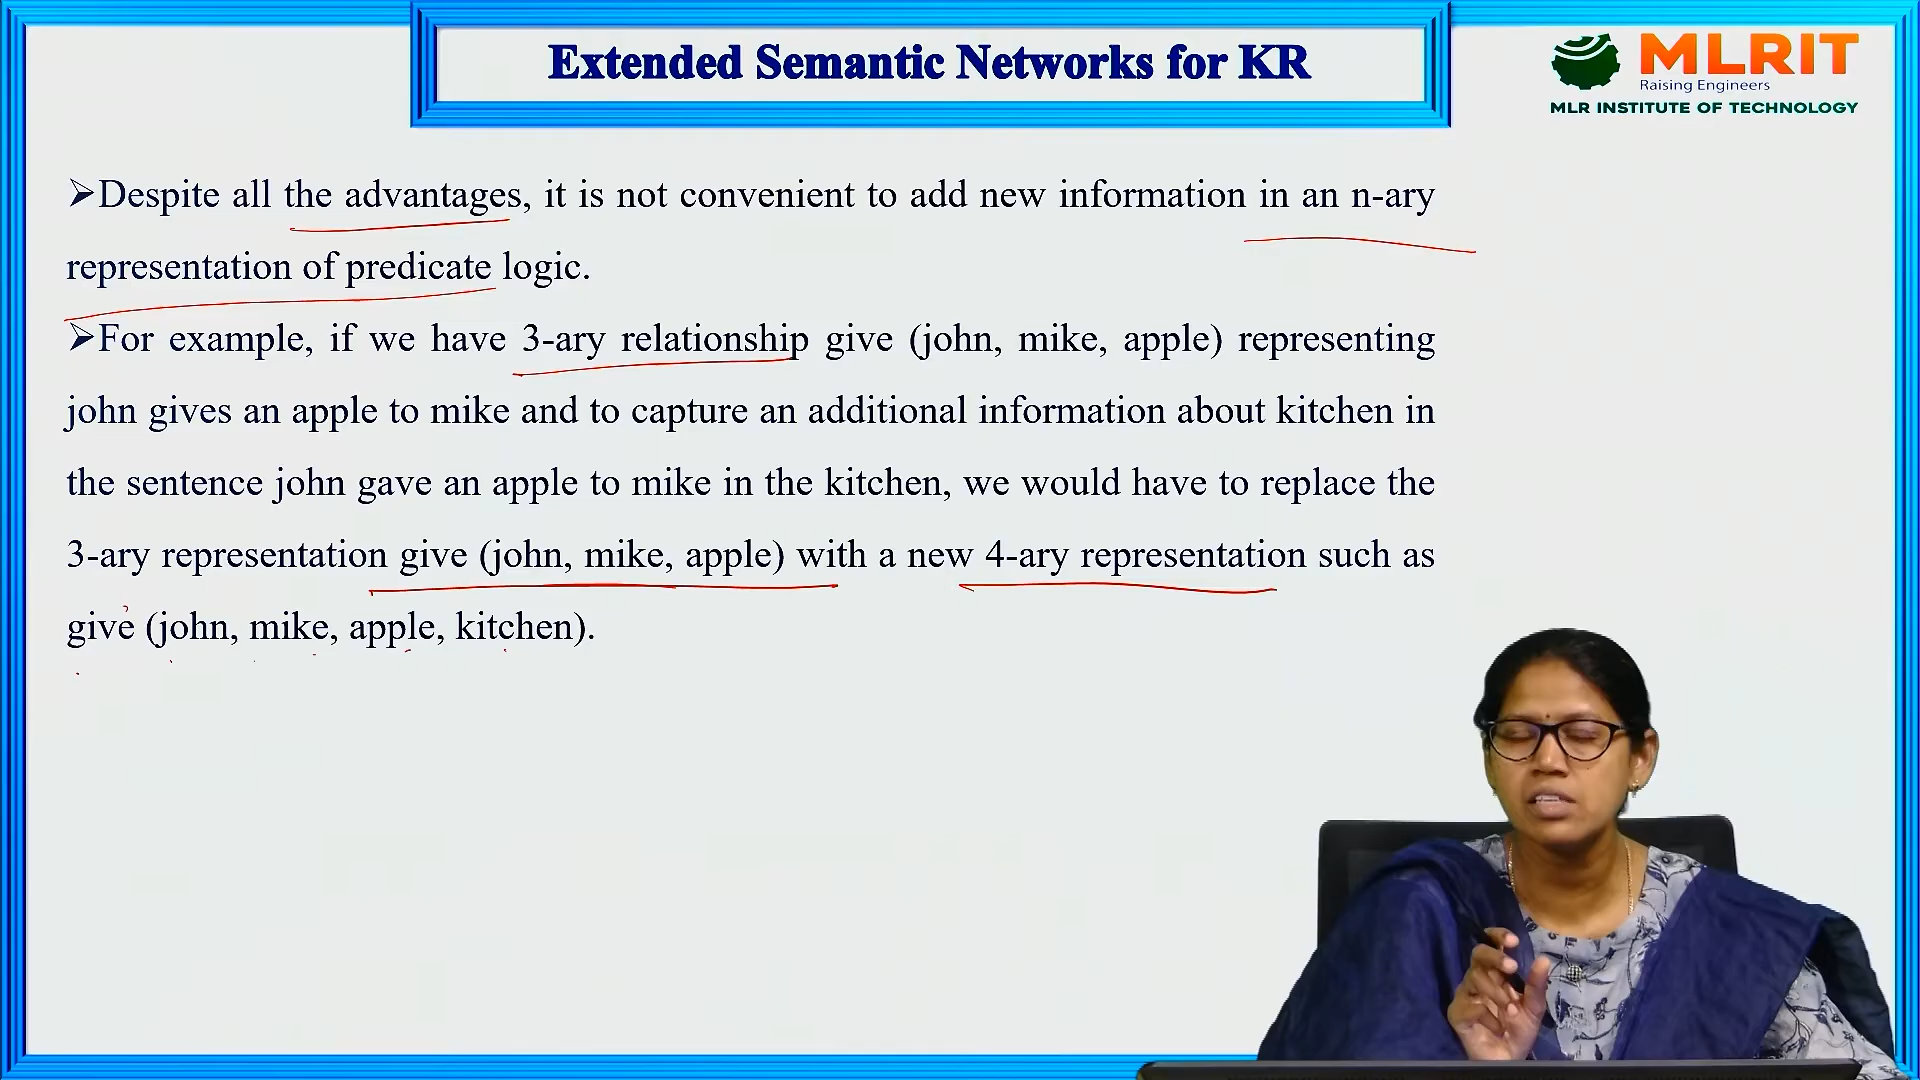 Extended Semantic Networks for KR
MLRIT
Raising Engineers
MLR INSTITUTE OF TECHNOLOGY
➢Despite all the advantages, it is not convenient to add new information in an n-ary
representation of predicate logic.
➢For example, if we have 3-ary relationship give (john, mike, apple) representing
john gives an apple to mike and to capture an additional information about kitchen in
the sentence john gave an apple to mike in the kitchen, we would have to replace the
3-ary representation give (john, mike, apple) with a new 4-ary representation such as
give (john, mike, apple, kitchen).